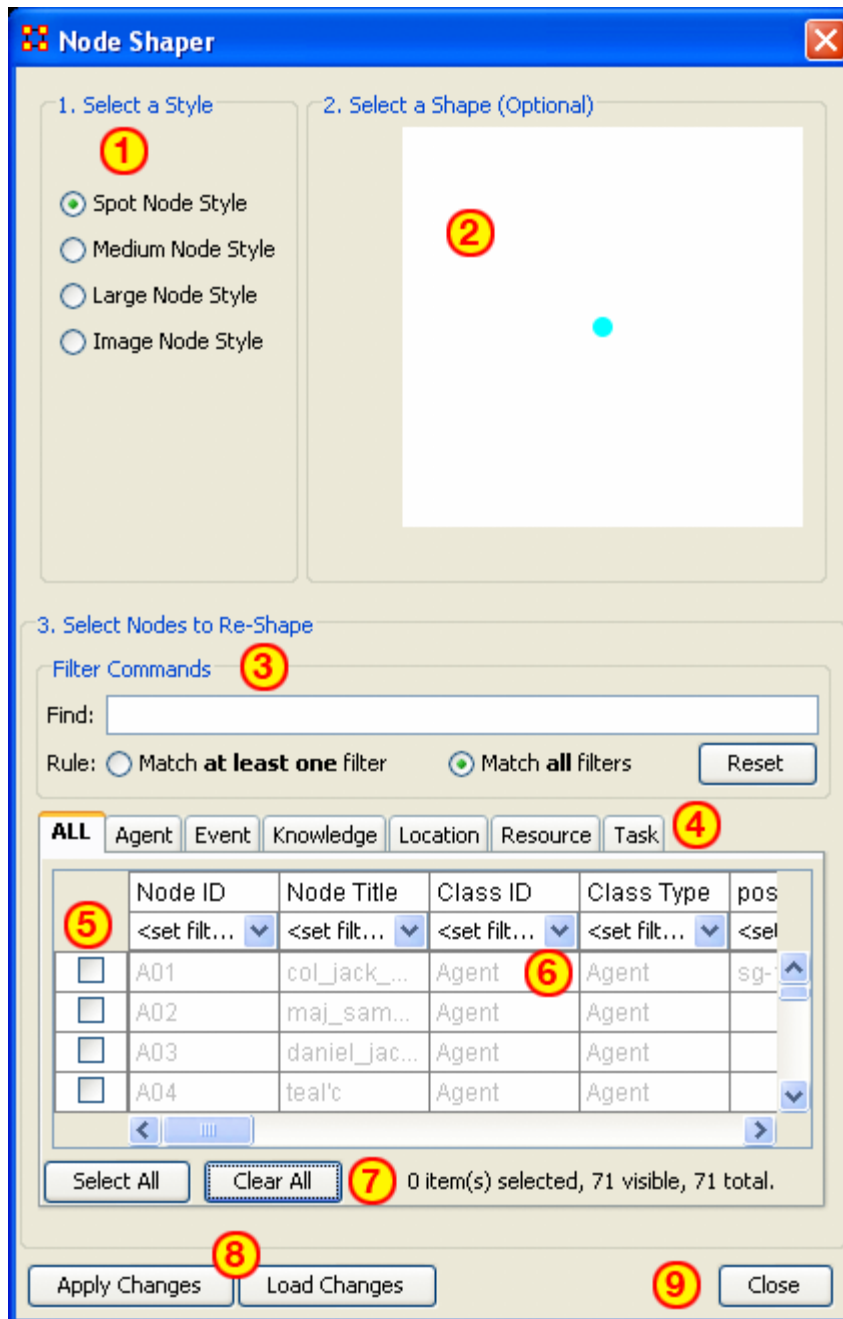 Node Shaper
1. Select a Style
2. Select a Shape (Optional)
1
Spot Node Style
2
Medium Node Style
Large Node Style
Image Node Style
3. Select Nodes to Re-Shape
Filter Commands
3
Find:
Rule: Match at least one filter Match all filters Reset
ALL Agent Event Knowledge Location Resource Task 4
Node ID Node Title Class ID Class Type pos
5 <set filt... <set filt... <set filt... <set filt... <set
A01 col_jack_... Agent 6 Agent sg-
A02 maj_sam... Agent Agent
A03 daniel_jac... Agent Agent
A04 teal'c Agent Agent
Select All Clear All 7 0 item(s) selected, 71 visible, 71 total.
8
Apply Changes Load Changes 9 Close